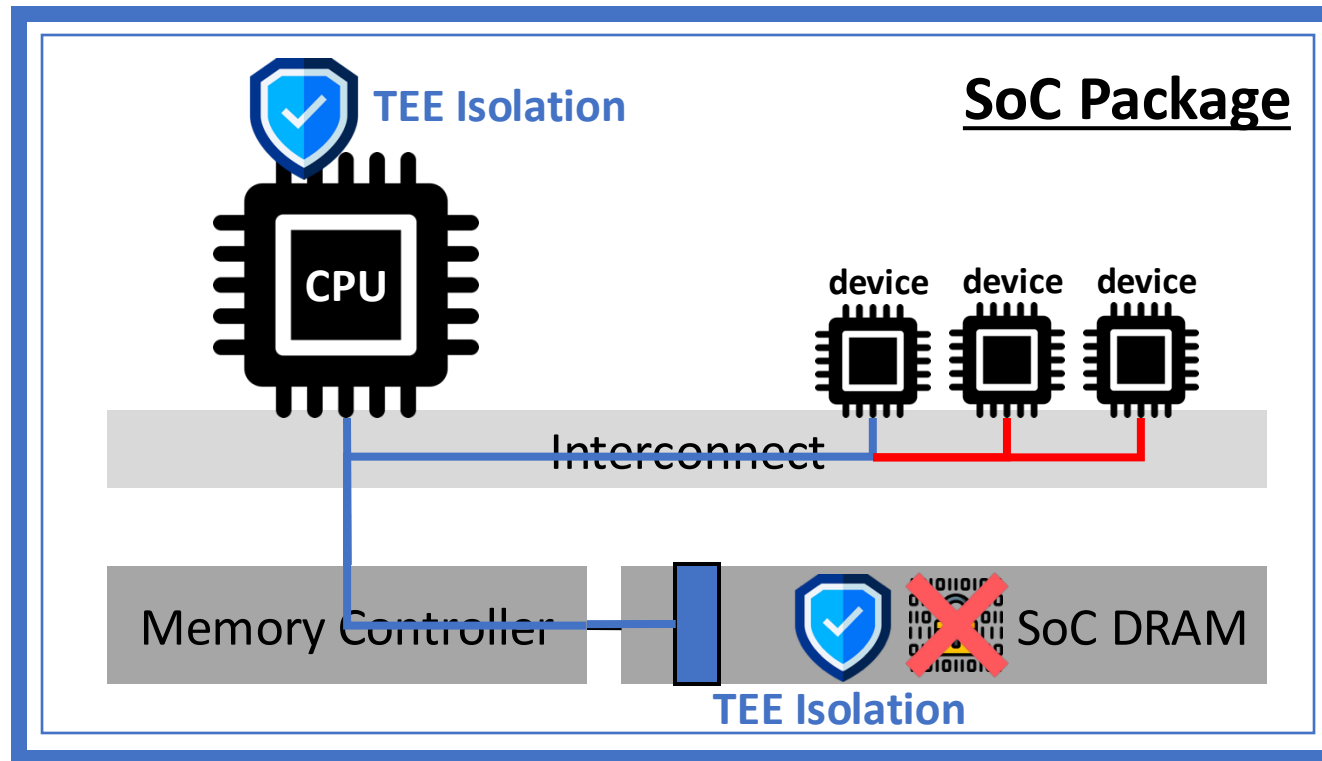 TEE Isolation
SoC Package
CPU
device device device
Interconnect
Memory Controller
SoC DRAM
TEE Isolation